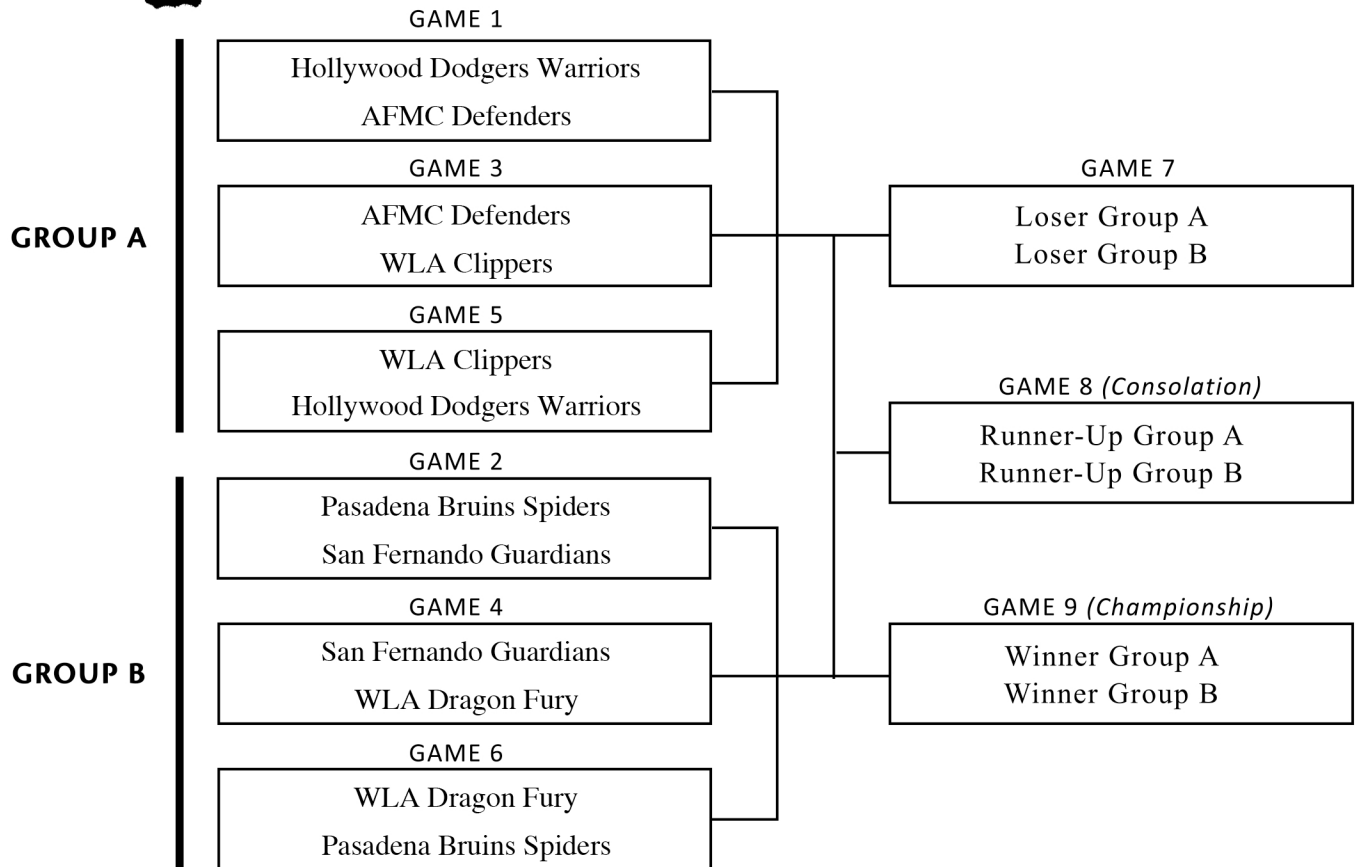 GAME 1
Hollywood Dodgers Warriors
AFMC Defenders
GROUP A
GAME 3
AFMC Defenders
WLA Clippers
GAME 5
WLA Clippers
Hollywood Dodgers Warriors
GROUP B
GAME 2
Pasadena Bruins Spiders
San Fernando Guardians
GAME 4
San Fernando Guardians
WLA Dragon Fury
GAME 6
WLA Dragon Fury
Pasadena Bruins Spiders
GAME 7
Loser Group A
Loser Group B
GAME 8 (Consolation)
Runner-Up Group A
Runner-Up Group B
GAME 9 (Championship)
Winner Group A
Winner Group B